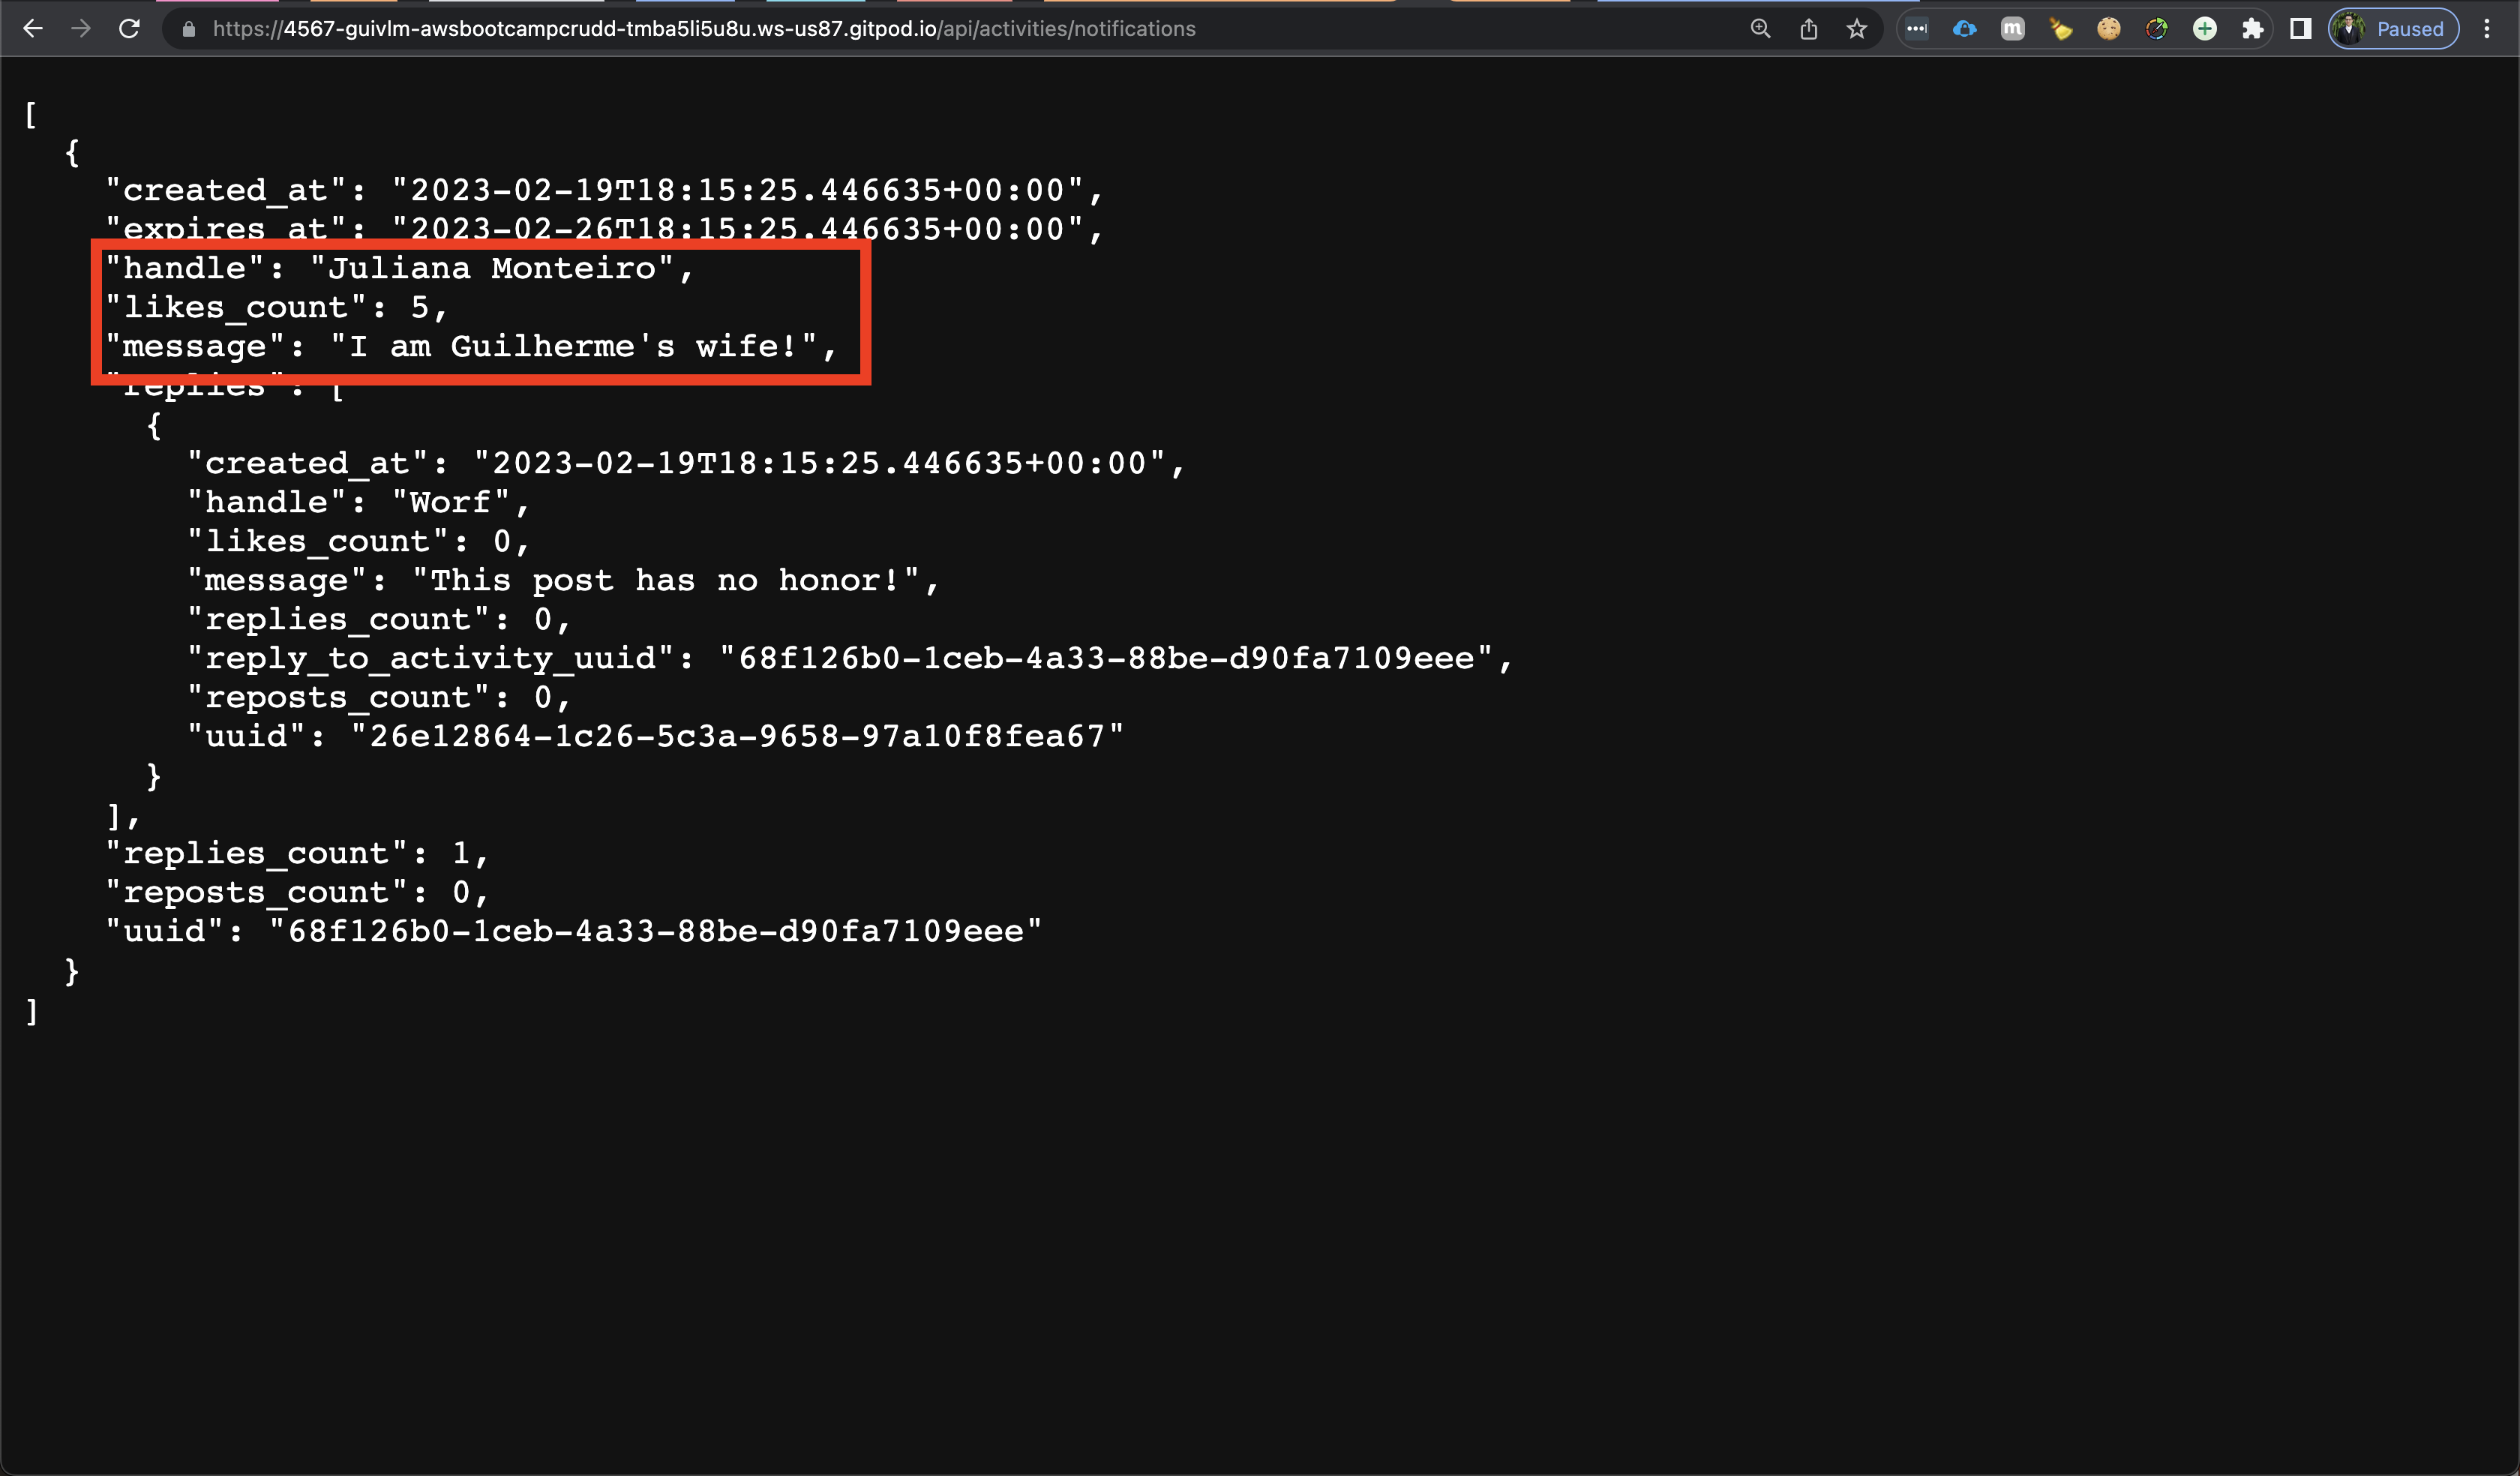 https://4567-guivlm-awsbootcampcrudd-tmba5li5u8u.ws-us87.gitpod.io/api/activities/notifications
m
Paused
[
{
"created_at": "2023-02-19T18:15:25.446635+00:00",
"expires_at": "2023-02-26T18:15:25.446635+00:00",
"handle": "Juliana Monteiro",
"likes_count": 5,
"message": "I am Guilherme's wife!",
"replies": [
{
"created_at": "2023-02-19T18:15:25.446635+00:00",
"handle": "Worf",
"likes_count": 0,
"message": "This post has no honor!",
"replies_count": 0,
"reply_to_activity_uuid": "68f126b0-1ceb-4a33-88be-d90fa7109eee",
"reposts_count": 0,
"uuid": "26e12864-1c26-5c3a-9658-97a10f8fea67"
}
],
"replies_count": 1,
"reposts_count": 0,
"uuid": "68f126b0-1ceb-4a33-88be-d90fa7109eee"
}
]